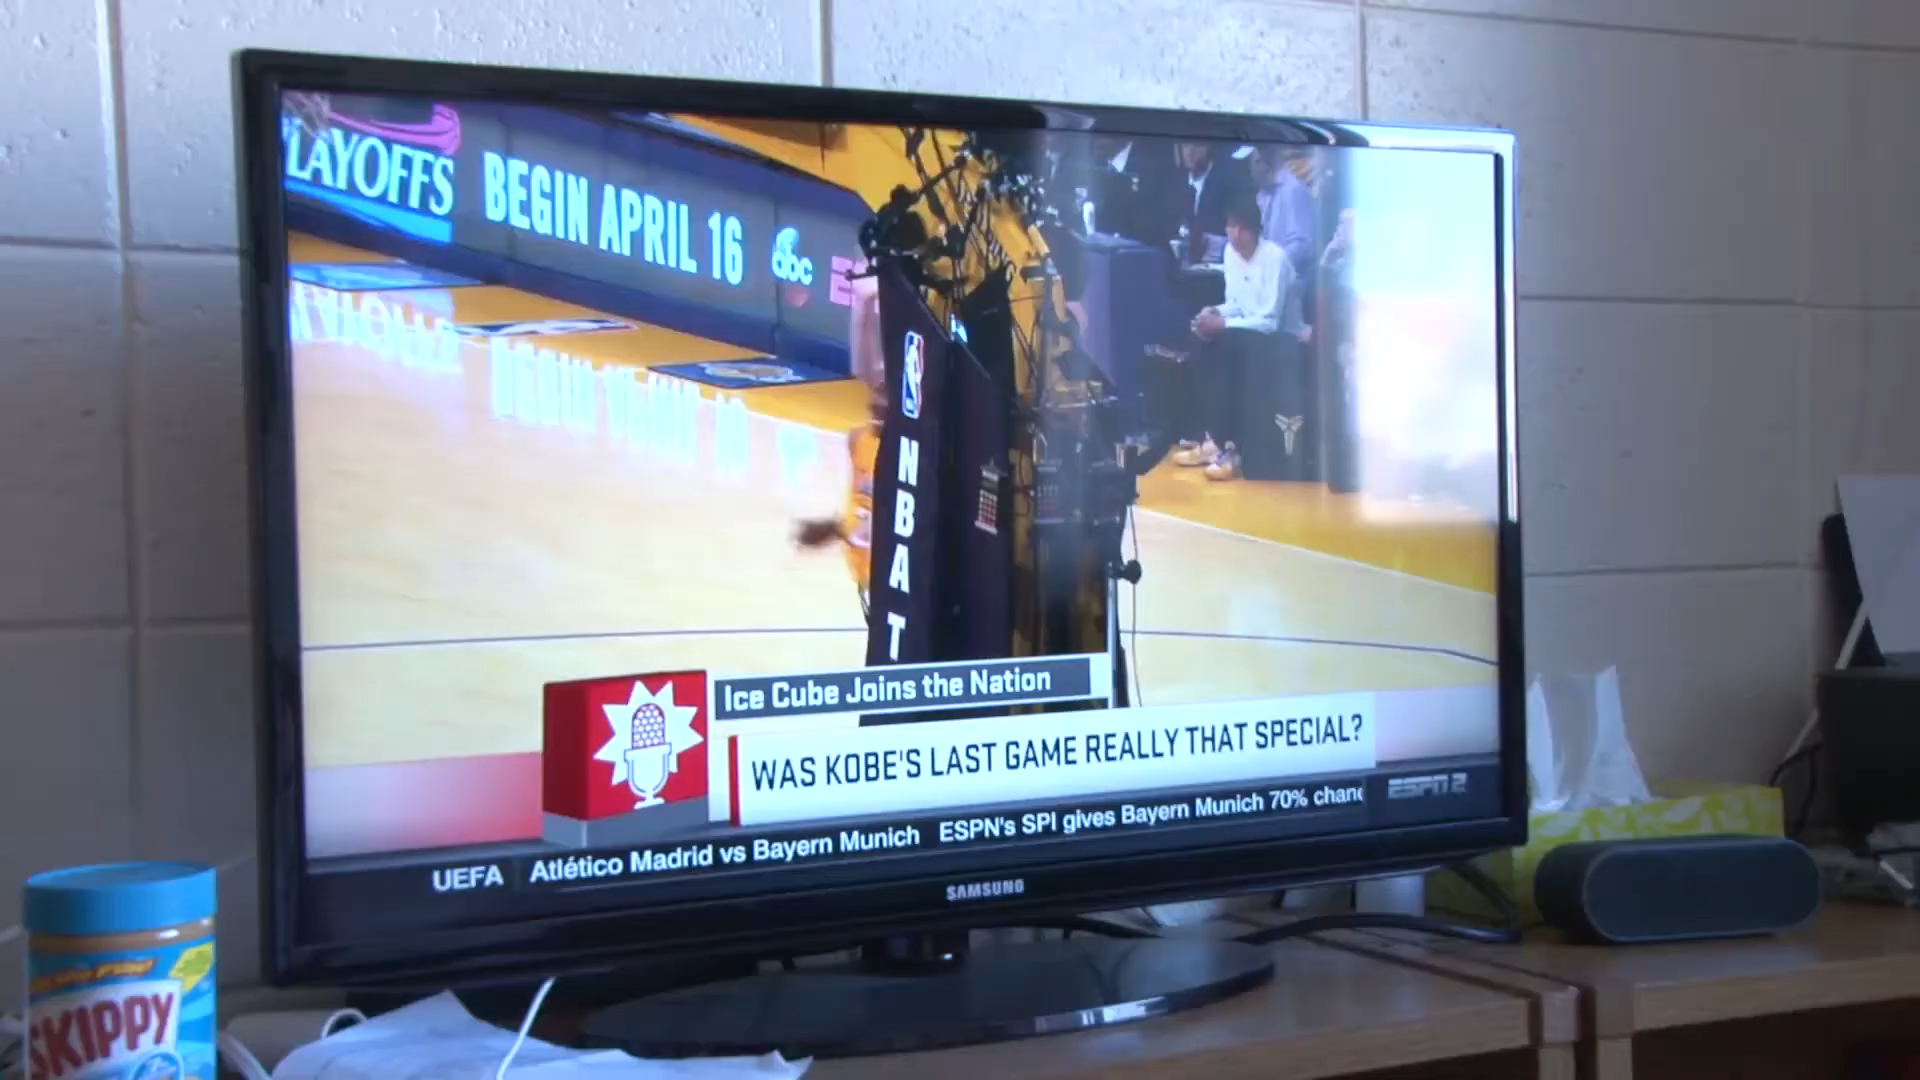 LAYOFFS
BEGIN APRIL 16
abc
NBA T
Ice Cube Joins the Nation
WAS KOBE'S LAST GAME REALLY THAT SPECIAL?
ESPN2
UEFA Atlético Madrid vs Bayern Munich ESPN's SPI gives Bayern Munich 70% chanc
SAMSUNG
SKIPPY